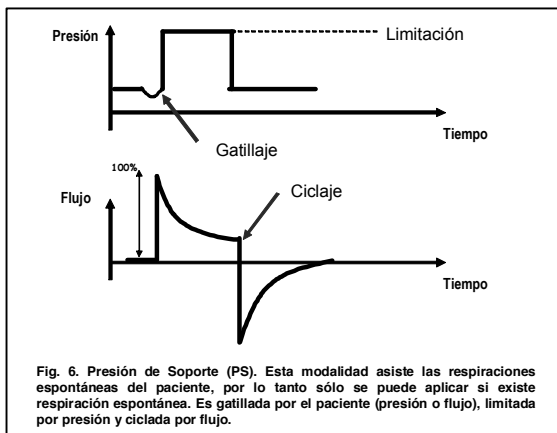 Presión
Limitación
Tiempo
Gatillaje
100%
Ciclaje
Flujo
Tiempo
Fig. 6. Presión de Soporte (PS). Esta modalidad asiste las respiraciones
espontáneas del paciente, por lo tanto sólo se puede aplicar si existe
respiración espontánea. Es gatillada por el paciente (presión o flujo), limitada
por presión y ciclada por flujo.